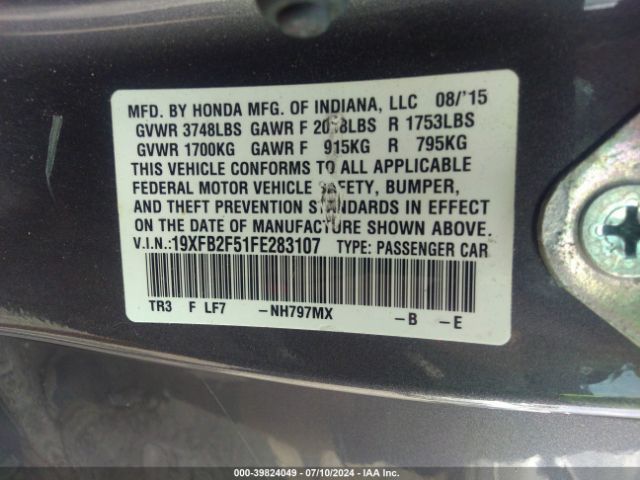 MFD. BY HONDA MFG. OF INDIANA, LLC 08/'15
GVWR 3748LBS GAWR F LBS R 1753LBS
GVWR 1700KG GAWR F 915KG R 795KG
THIS VEHICLE CONFORMS TO ALL APPLICABLE
FEDERAL MOTOR VEHICLE SAFETY, BUMPER,
AND THEFT PREVENTION STANDARDS IN EFFECT
ON THE DATE OF MANUFACTURE SHOWN ABOVE.
V.I.N.:19XFB2F51FE283107 TYPE: PASSENGER CAR
TR3 F LF7 -NH797MX -B -E
000-39824049 - 07/10/2024 - IAA Inc.